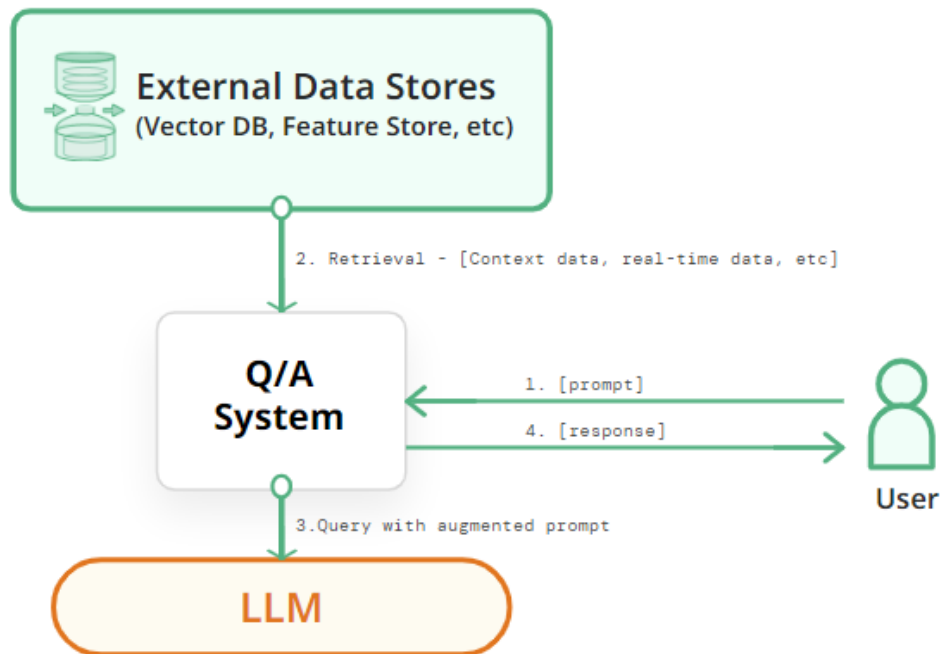 External Data Stores
(Vector DB, Feature Store, etc)
2. Retrieval - [Context data, real-time data, etc]
Q/A
System
1. [prompt]
4. [response]
User
3.Query with augmented prompt
LLM